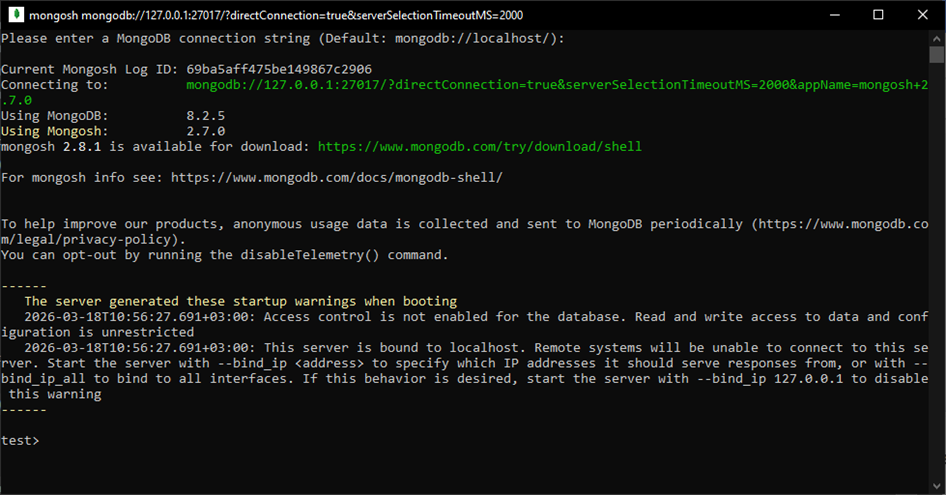 mongosh mongodb://127.0.0.1:27017/?directConnection=true&serverSelectionTimeoutMS=2000
Please enter a MongoDB connection string (Default: mongodb://localhost/):
Current Mongosh Log ID: 69ba5aff475be149867c2906
Connecting to:          mongodb://127.0.0.1:27017/?directConnection=true&serverSelectionTimeoutMS=2000&appName=mongosh+2
.7.0
Using MongoDB:          8.2.5
Using Mongosh:          2.7.0
mongosh 2.8.1 is available for download: https://www.mongodb.com/try/download/shell
For mongosh info see: https://www.mongodb.com/docs/mongodb-shell/
To help improve our products, anonymous usage data is collected and sent to MongoDB periodically (https://www.mongodb.co
m/legal/privacy-policy).
You can opt-out by running the disableTelemetry() command.
------
   The server generated these startup warnings when booting
   2026-03-18T10:56:27.691+03:00: Access control is not enabled for the database. Read and write access to data and conf
iguration is unrestricted
   2026-03-18T10:56:27.691+03:00: This server is bound to localhost. Remote systems will be unable to connect to this se
rver. Start the server with --bind_ip <address> to specify which IP addresses it should serve responses from, or with --
bind_ip_all to bind to all interfaces. If this behavior is desired, start the server with --bind_ip 127.0.0.1 to disable
 this warning
------
test>